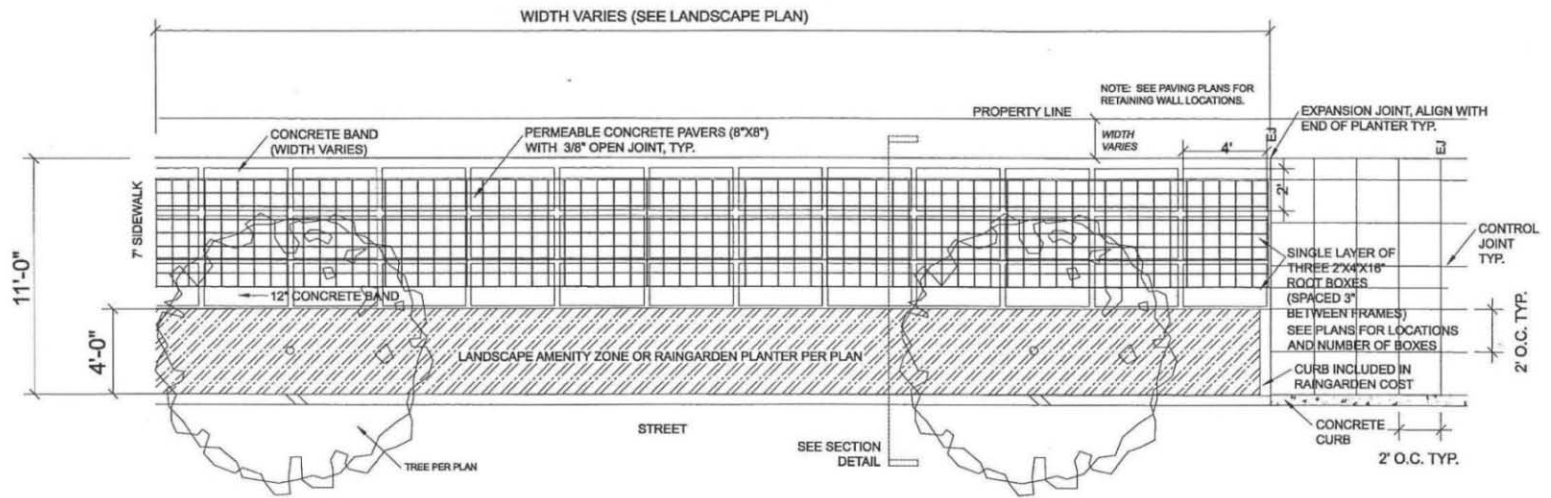 WIDTH VARIES (SEE LANDSCAPE PLAN)
NOTE: SEE PAVING PLANS FOR
RETAINING WALL LOCATIONS.
PROPERTY LINE
EXPANSION JOINT, ALIGN WITH
END OF PLANTER TYP.
CONCRETE BAND
(WIDTH VARIES)
PERMEABLE CONCRETE PAVERS (8"X8")
WITH 3/8" OPEN JOINT, TYP.
WIDTH
VARIES
4'
EJ
EJ
2'
7' SIDEWALK
11'-0"
CONTROL
JOINT
TYP.
SINGLE LAYER OF
THREE 2'X4'X16"
ROOT BOXES
(SPACED 3"
BETWEEN FRAMES)
SEE PLANS FOR LOCATIONS
AND NUMBER OF BOXES
12" CONCRETE BAND
4'-0"
LANDSCAPE AMENITY ZONE OR RAINGARDEN PLANTER PER PLAN
2' O.C. TYP.
CURB INCLUDED IN
RAINGARDEN COST
STREET
CONCRETE
CURB
SEE SECTION
DETAIL
2' O.C. TYP.
TREE PER PLAN